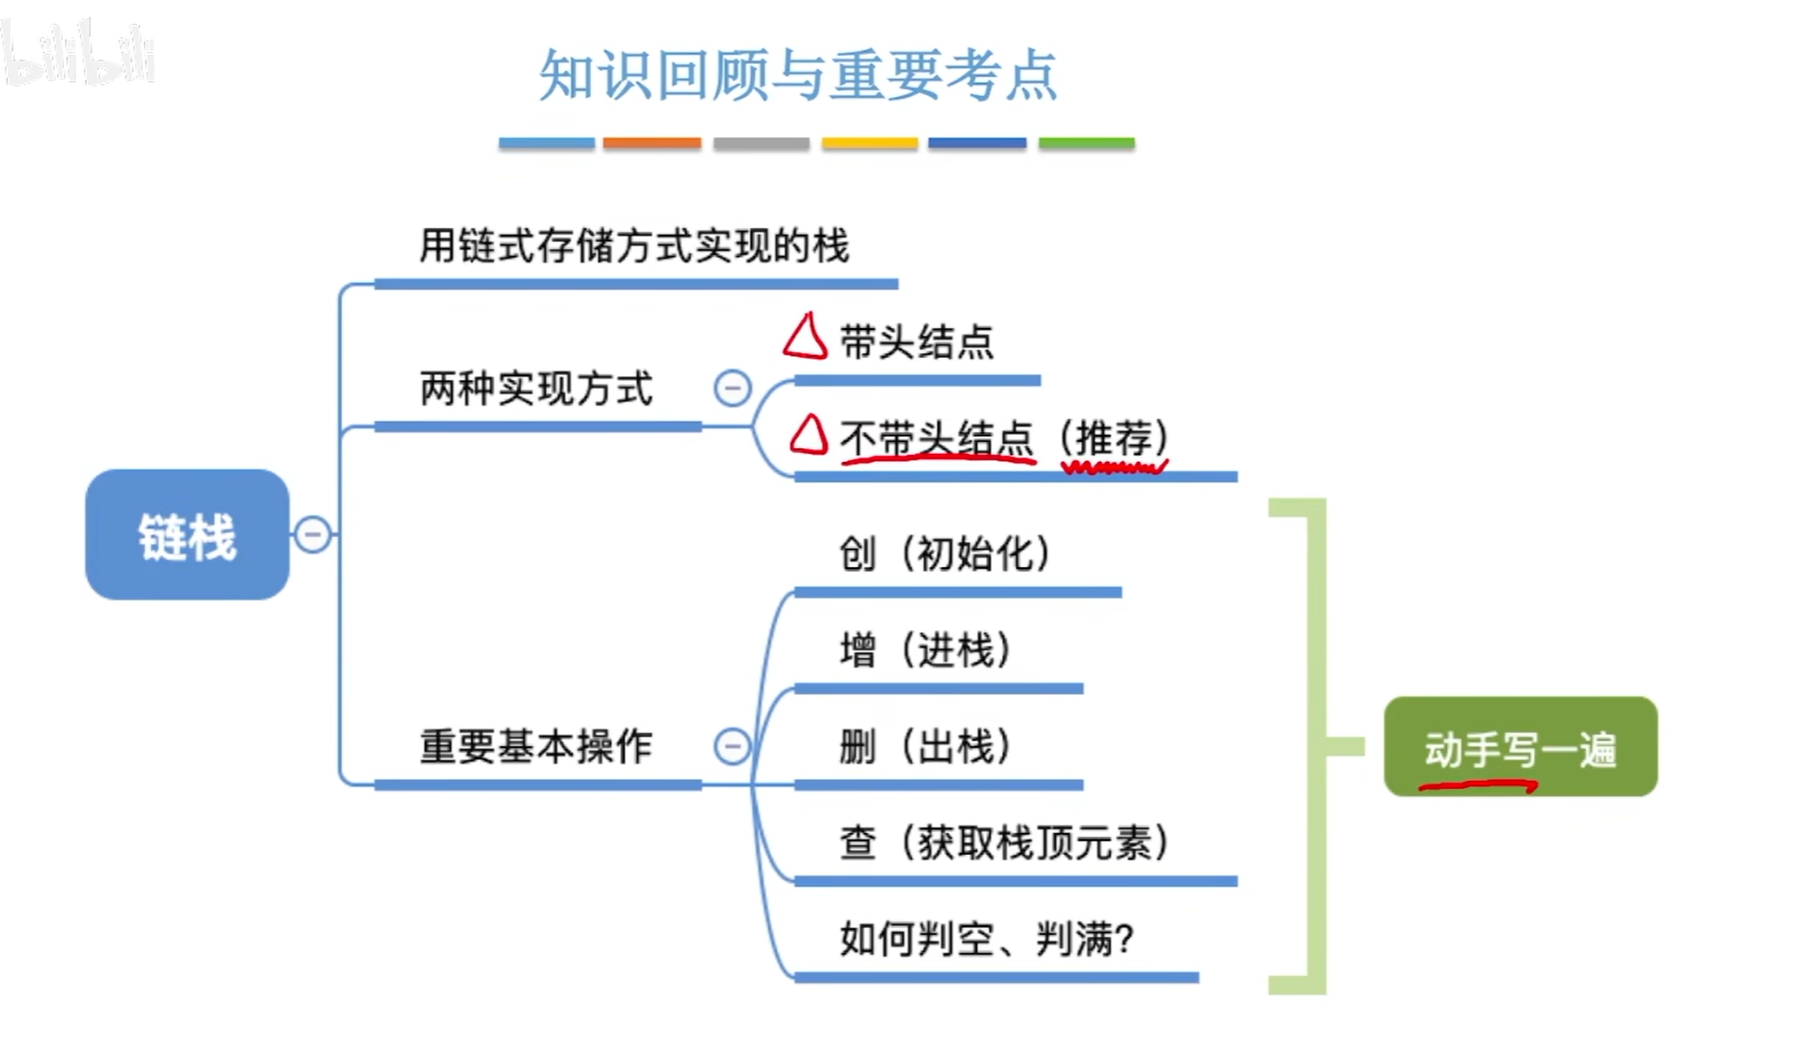 bilibili
知识回顾与重要考点
用链式存储方式实现的栈
带头结点
两种实现方式
不带头结点（推荐）
链栈
创（初始化）
增（进栈）
重要基本操作
删（出栈）
动手写一遍
查（获取栈顶元素）
如何判空、判满？